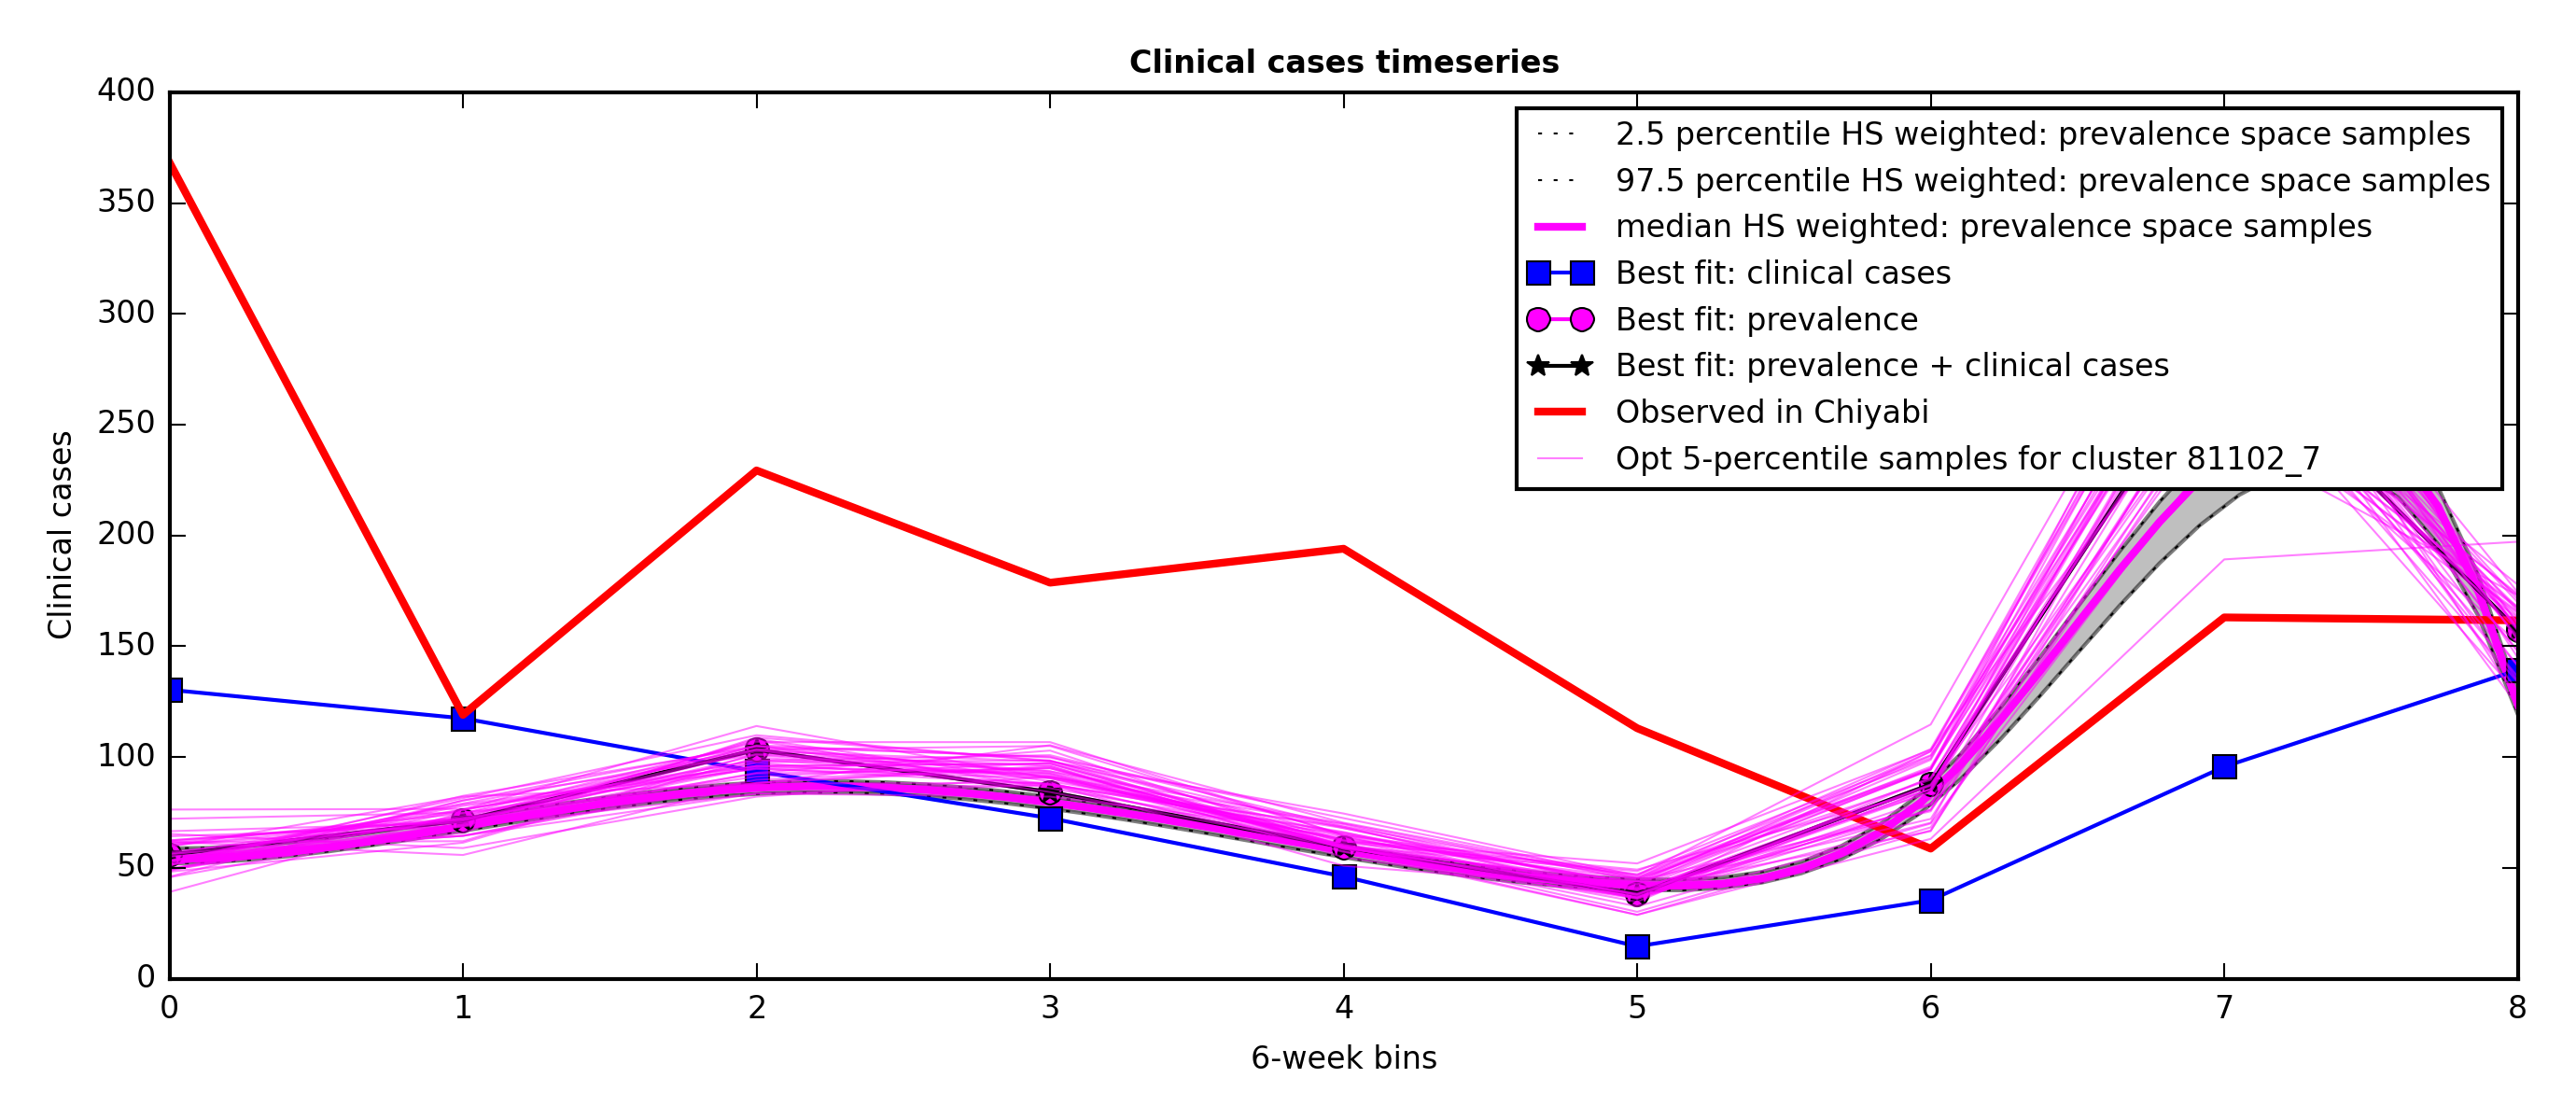 Clinical cases timeseries
400
350
300
250
200
150
100
50
0
Clinical cases
2.5 percentile HS weighted: prevalence space samples
97.5 percentile HS weighted: prevalence space samples
median HS weighted: prevalence space samples
Best fit: clinical cases
Best fit: prevalence
Best fit: prevalence + clinical cases
Observed in Chiyabi
Opt 5-percentile samples for cluster 81102_7
0 1 2 3 4 5 6 7 8
6-week bins